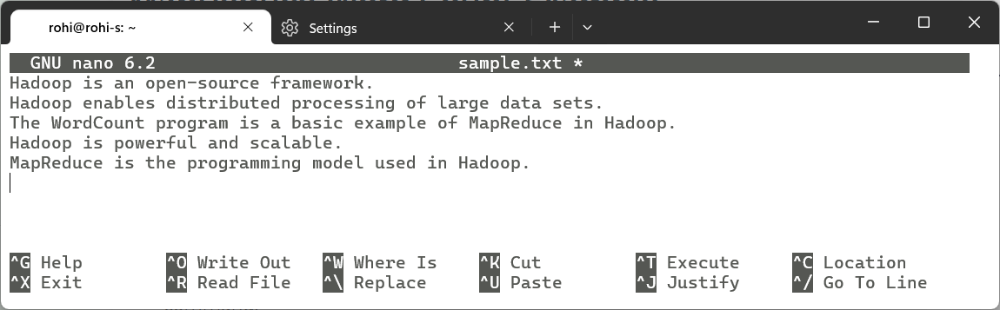 rohi@rohi-s: ~ Settings
GNU nano 6.2 sample.txt *
Hadoop is an open-source framework.
Hadoop enables distributed processing of large data sets.
The WordCount program is a basic example of MapReduce in Hadoop.
Hadoop is powerful and scalable.
MapReduce is the programming model used in Hadoop.
^G Help ^O Write Out ^W Where Is ^K Cut ^T Execute ^C Location
^X Exit ^R Read File ^\ Replace ^U Paste ^J Justify ^/ Go To Line